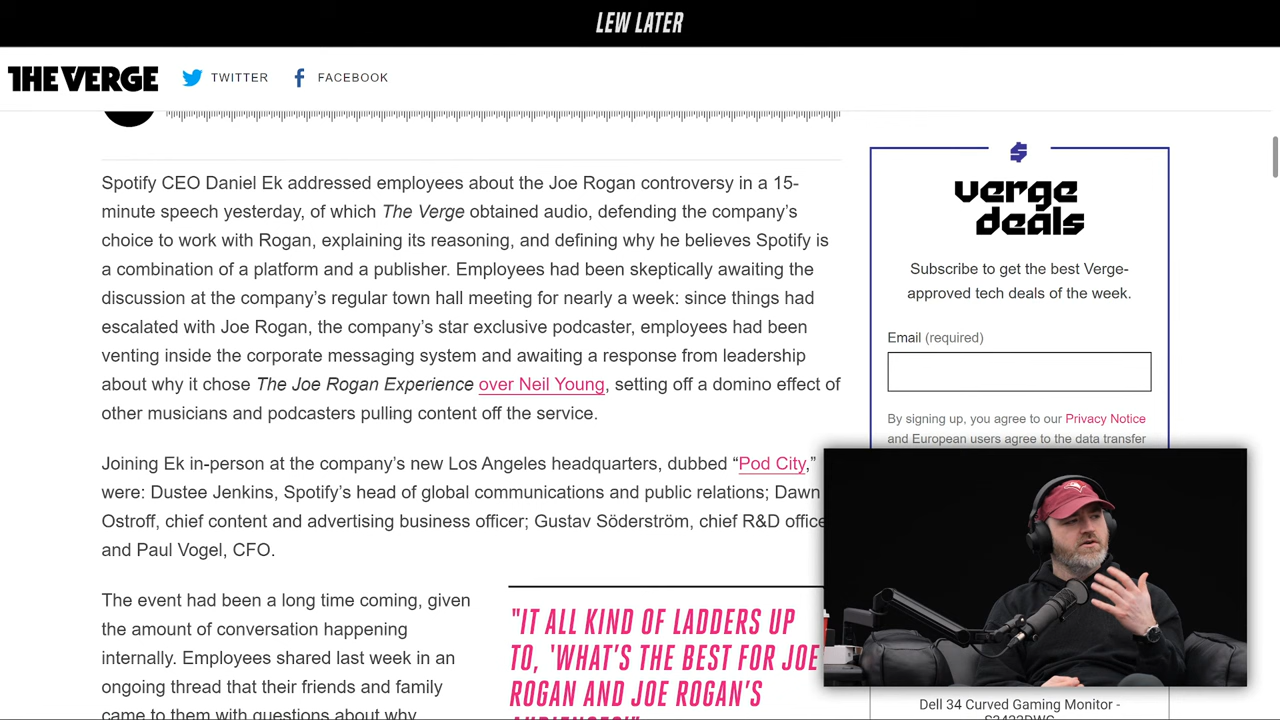 LEW LATER
THE VERGE
TWITTER
FACEBOOK
Spotify CEO Daniel Ek addressed employees about the Joe Rogan controversy in a 15-
minute speech yesterday, of which The Verge obtained audio, defending the company’s
choice to work with Rogan, explaining its reasoning, and defining why he believes Spotify is
a combination of a platform and a publisher. Employees had been skeptically awaiting the
discussion at the company’s regular town hall meeting for nearly a week: since things had
escalated with Joe Rogan, the company’s star exclusive podcaster, employees had been
venting inside the corporate messaging system and awaiting a response from leadership
about why it chose The Joe Rogan Experience over Neil Young, setting off a domino effect of
other musicians and podcasters pulling content off the service.
Joining Ek in-person at the company’s new Los Angeles headquarters, dubbed “Pod City,”
were: Dustee Jenkins, Spotify’s head of global communications and public relations; Dawn
Ostroff, chief content and advertising business officer; Gustav Söderström, chief R&D office
and Paul Vogel, CFO.
The event had been a long time coming, given
the amount of conversation happening
internally. Employees shared last week in an
ongoing thread that their friends and family
came to them with questions about why
"IT ALL KIND OF LADDERS UP
TO, ‘WHAT’S THE BEST FOR JOE
ROGAN AND JOE ROGAN’S
verge
deals
Subscribe to get the best Verge-
approved tech deals of the week.
Email (required)
By signing up, you agree to our Privacy Notice
and European users agree to the data transfer
Dell 34 Curved Gaming Monitor -